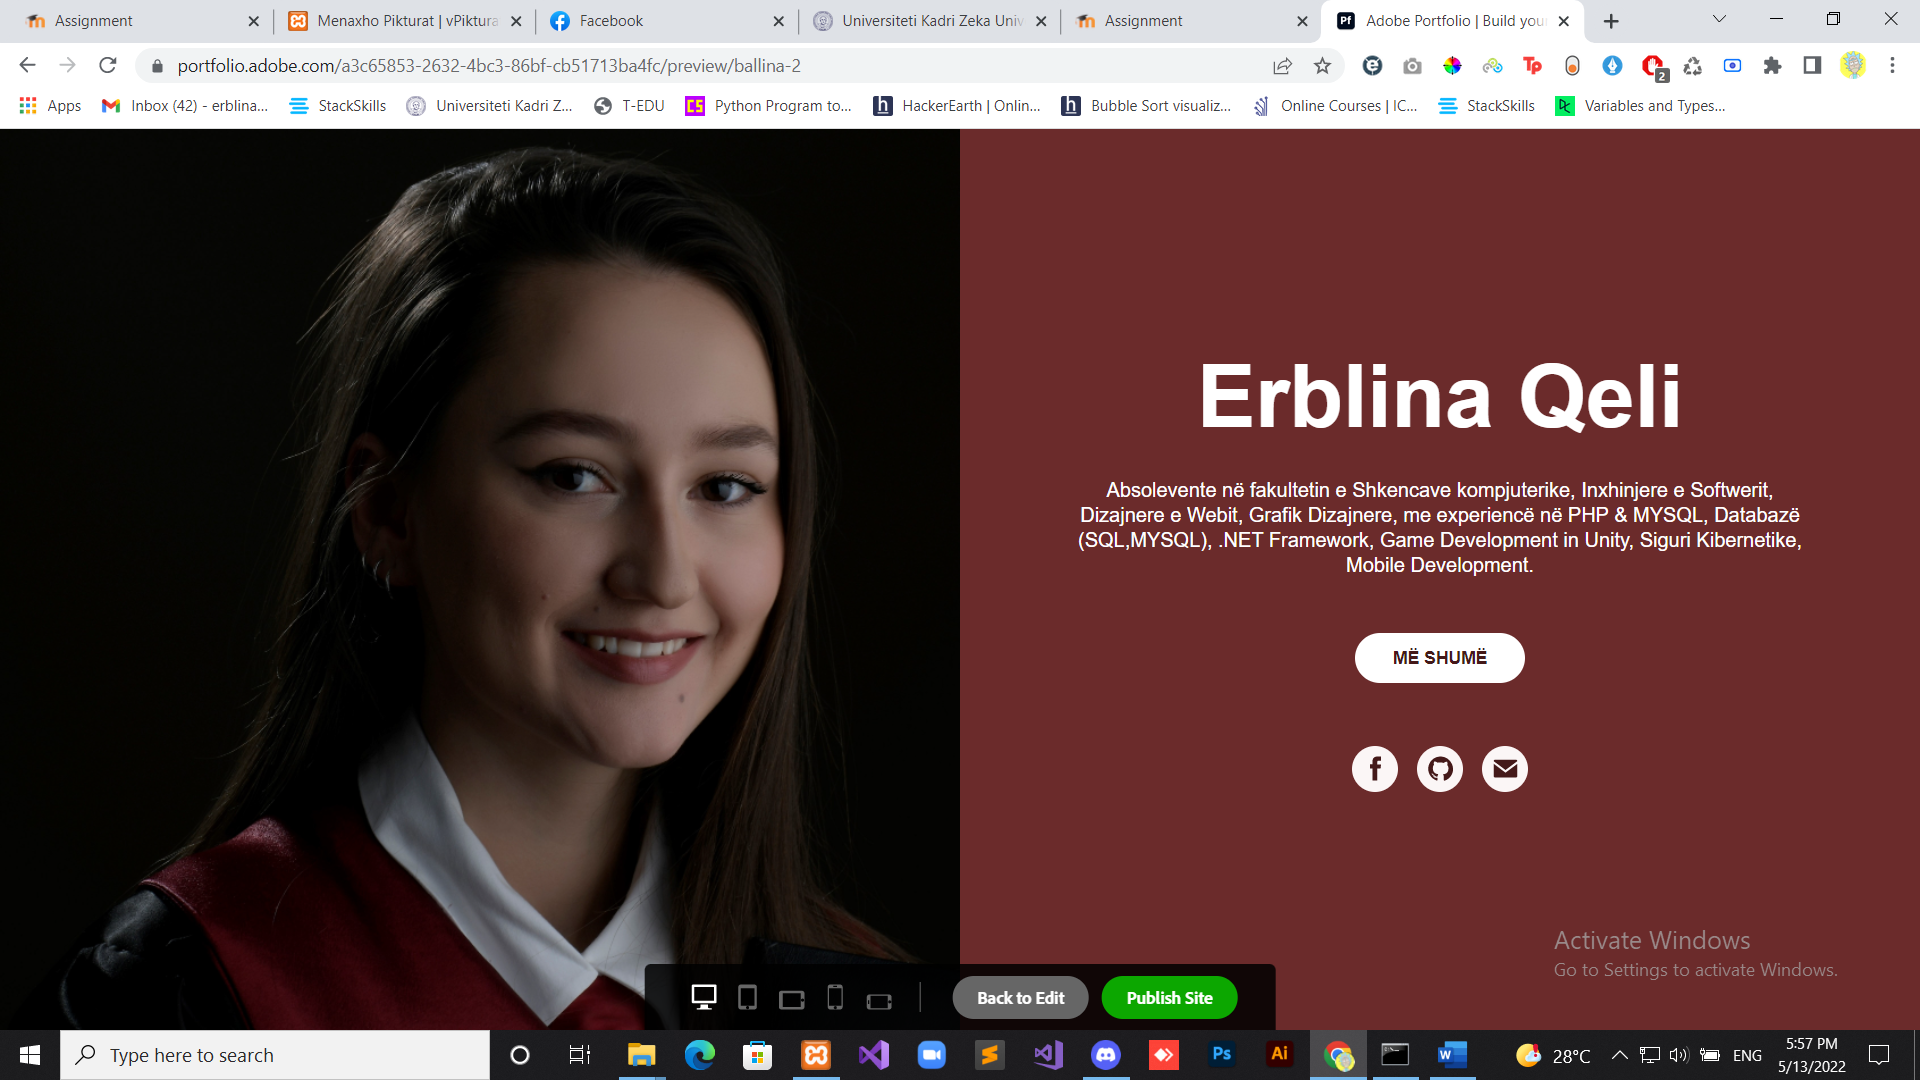 Assignment
Menaxho Pikturat | vPiktura
Facebook
Universiteti Kadri Zeka Univ
Assignment
Adobe Portfolio | Build your
portfolio.adobe.com/a3c65853-2632-4bc3-86bf-cb51713ba4fc/preview/ballina-2
Tp
2
Apps
Inbox (42) - erblina...
StackSkills
Universiteti Kadri Z...
T-EDU
Python Program to...
HackerEarth | Onlin...
Bubble Sort visualiz...
Online Courses | IC...
StackSkills
Variables and Types...
Erblina Qeli
Absolevente në fakultetin e Shkencave kompjuterike, Inxhinjere e Softwerit,
Dizajnere e Webit, Grafik Dizajnere, me experiencë në PHP & MYSQL, Databazë
(SQL,MYSQL), .NET Framework, Game Development in Unity, Siguri Kibernetike,
Mobile Development.
MË SHUMË
Activate Windows
Go to Settings to activate Windows.
Back to Edit
Publish Site
Type here to search
Ps
Ai
28°C
ENG
5:57 PM
5/13/2022